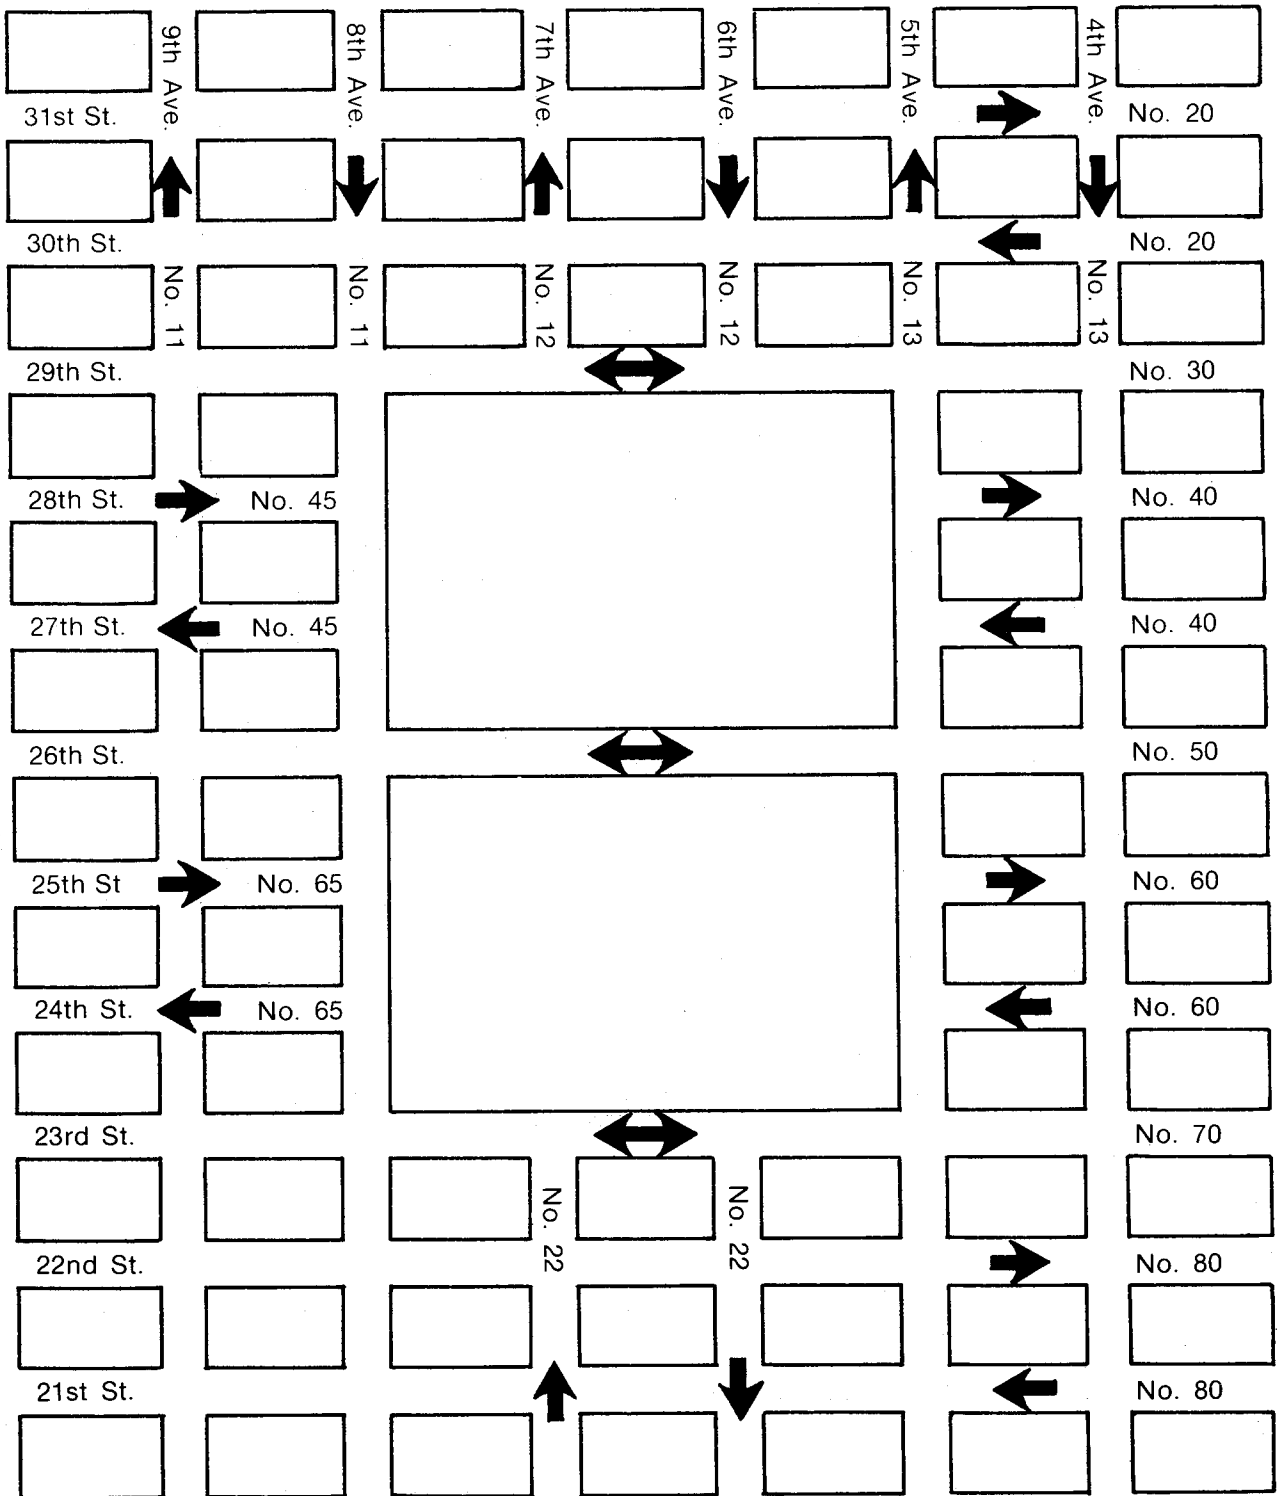 9th Ave.
8th Ave.
7th Ave.
6th Ave.
5th Ave.
4th Ave.
31st St.
No. 20
30th St.
No. 20
No. 11
No. 11
No. 12
No. 12
No. 13
No. 13
29th St.
No. 30
28th St.
No. 45
No. 40
27th St.
No. 45
No. 40
26th St.
No. 50
25th St
No. 65
No. 60
24th St.
No. 65
No. 60
23rd St.
No. 70
No. 22
No. 22
22nd St.
No. 80
21st St.
No. 80